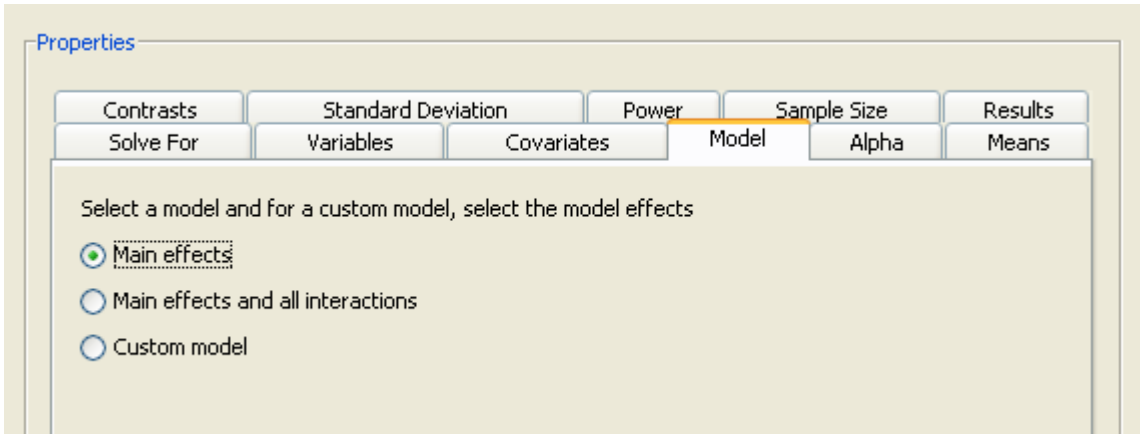 Properties
Contrasts Standard Deviation Power Sample Size Results
Solve For Variables Covariates Model Alpha Means
Select a model and for a custom model, select the model effects
Main effects
Main effects and all interactions
Custom model